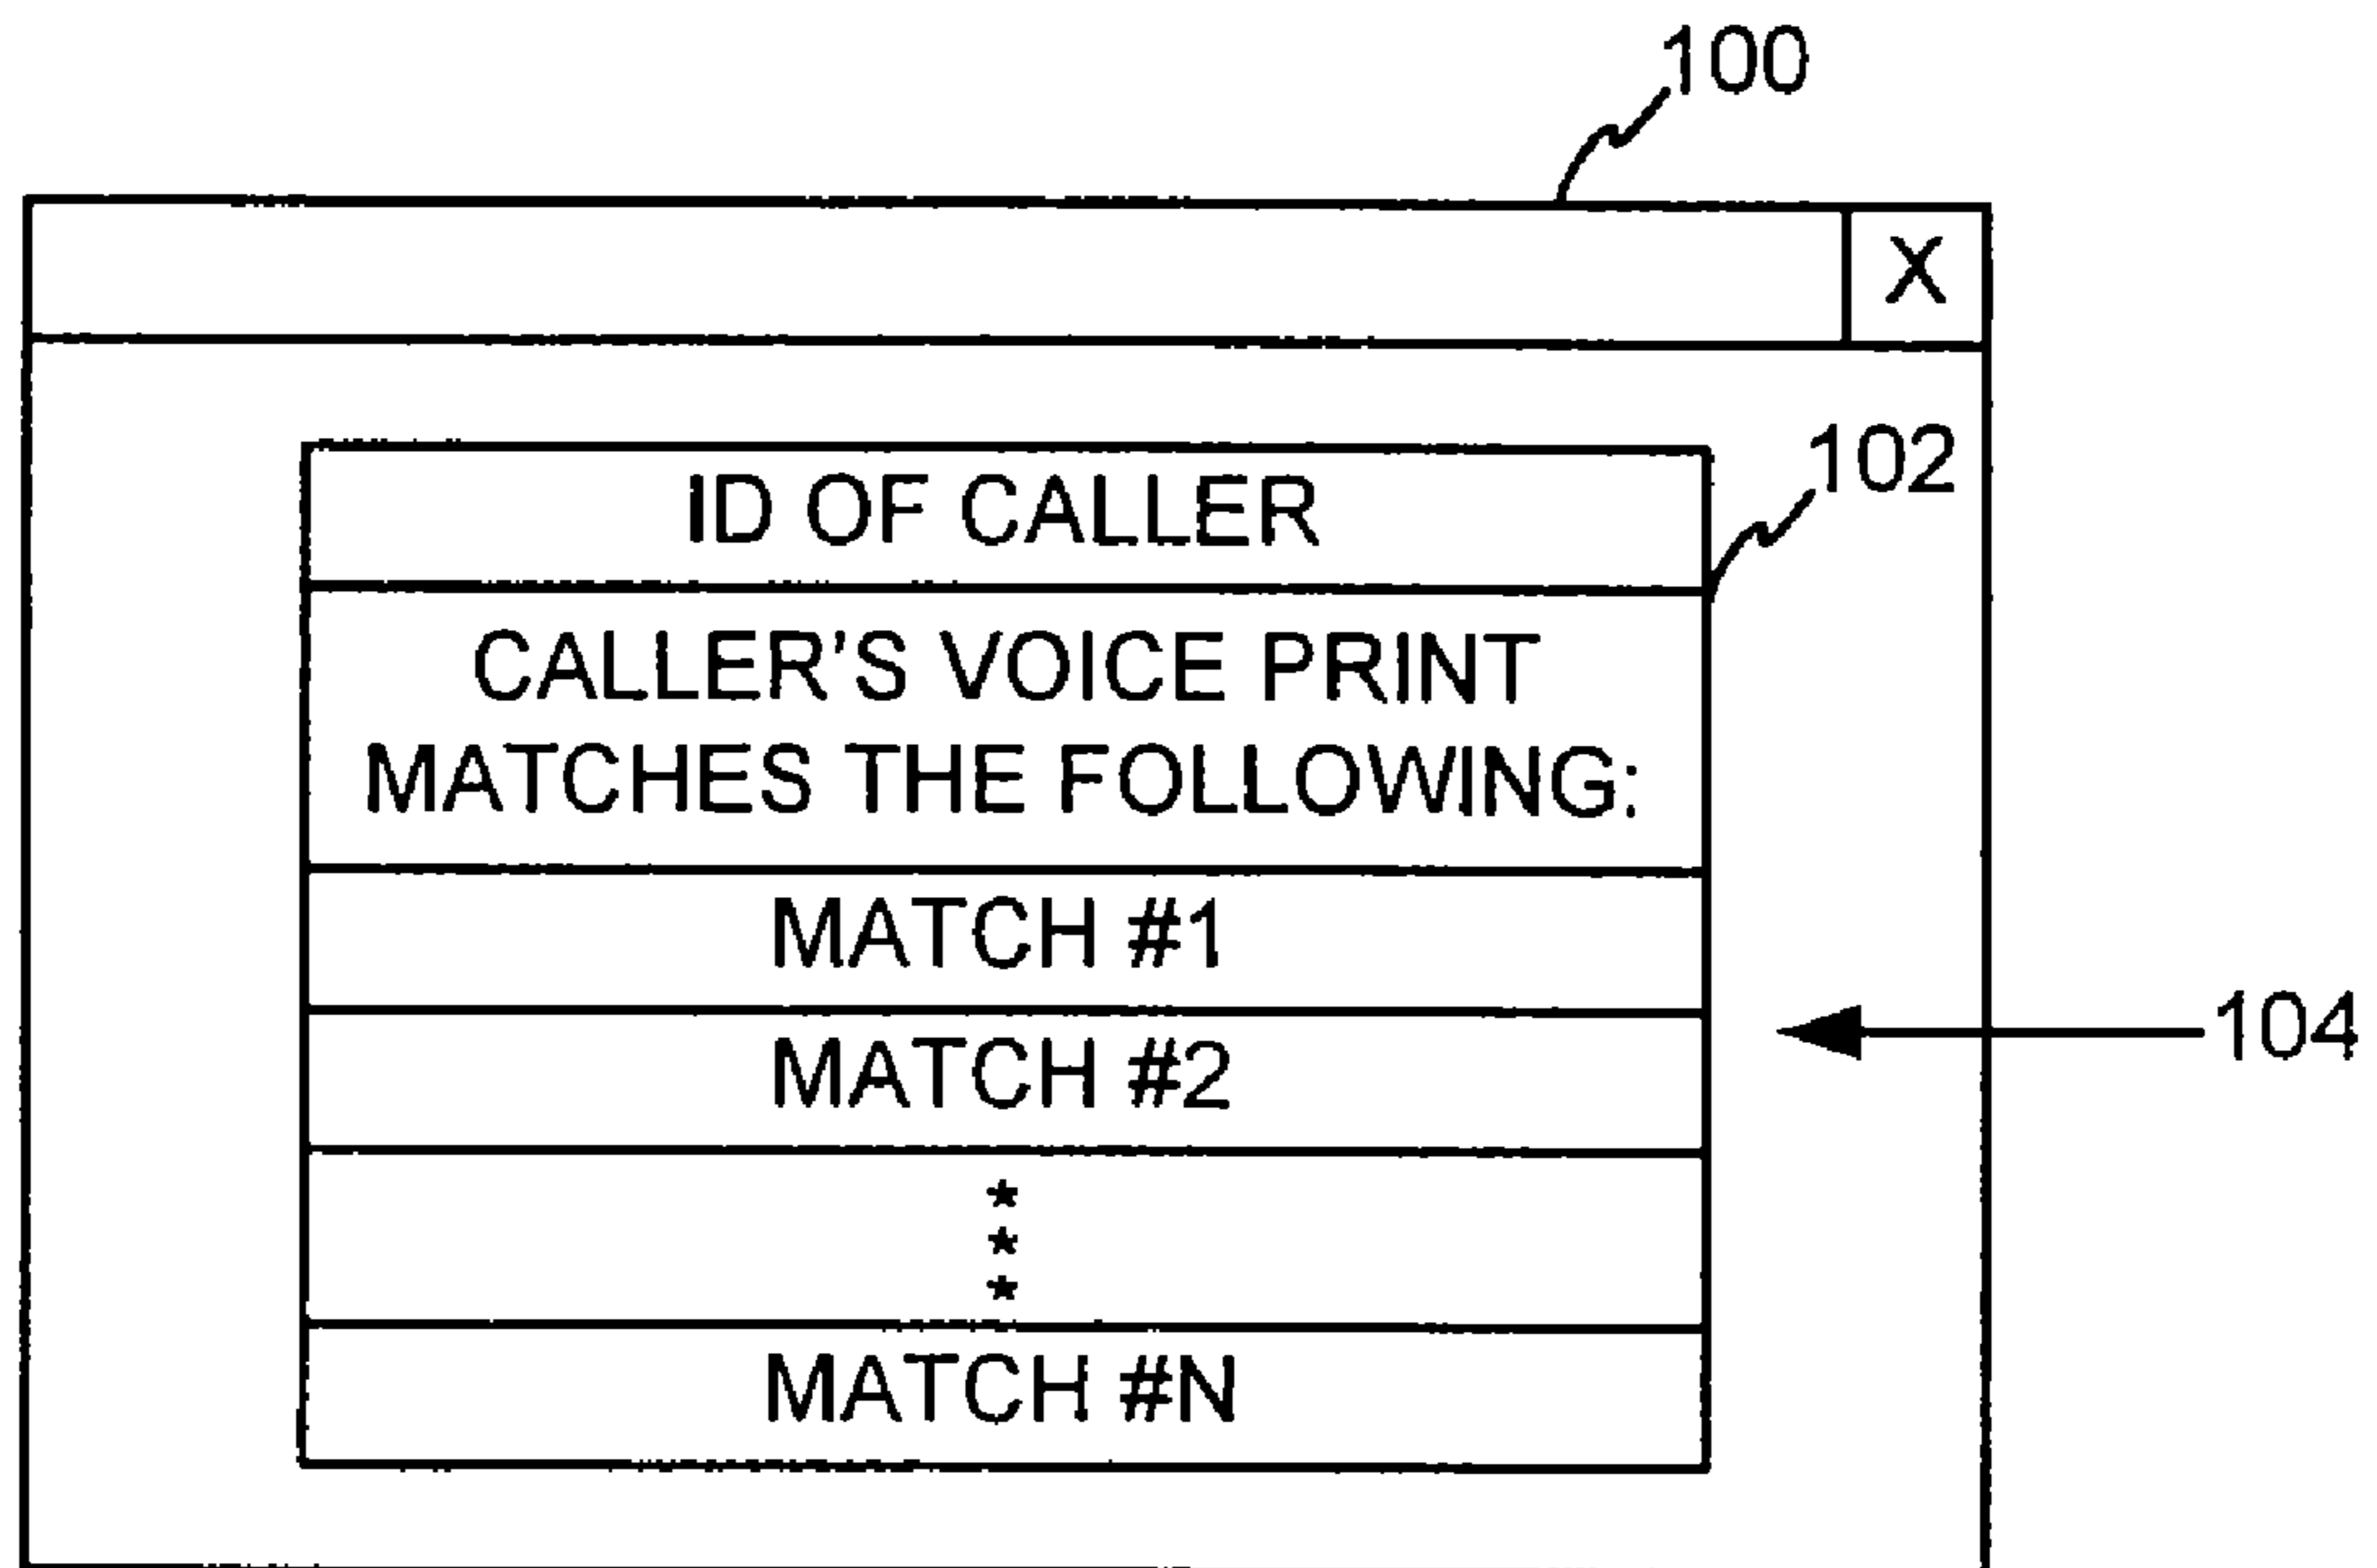 100
X
102
ID OF CALLER
CALLER'S VOICE PRINT
MATCHES THE FOLLOWING:
MATCH #1
104
MATCH #2
*
*
*
MATCH #N